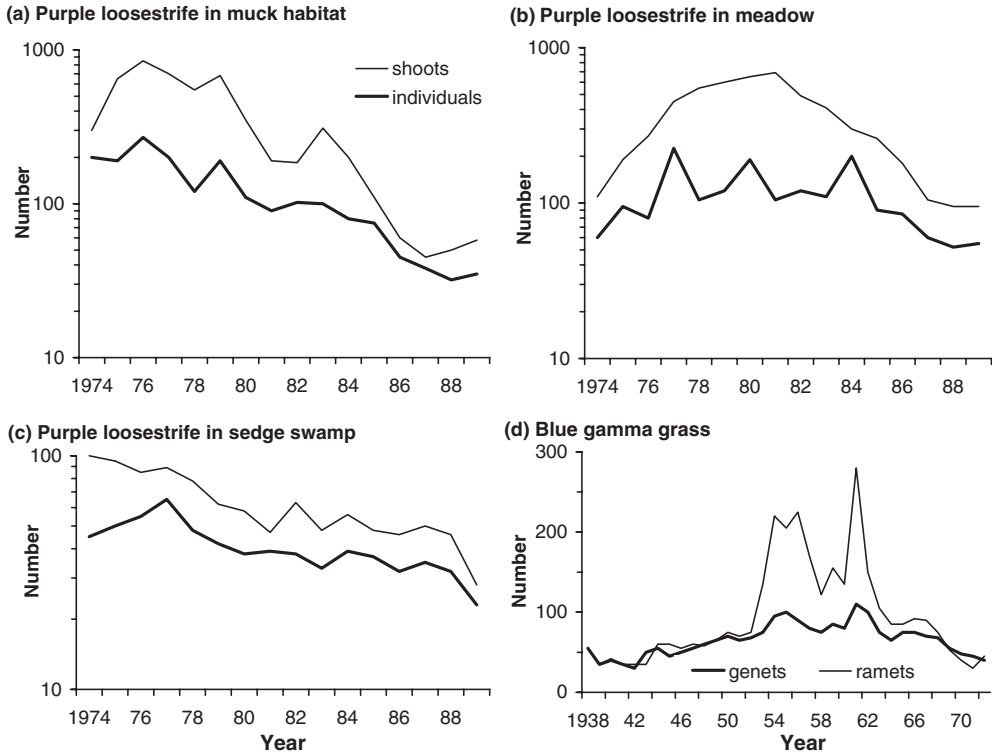 (a) Purple loosestrife in muck habitat
1000
100
10
Number
shoots
individuals
1974 76 78 80 82 84 86 88
(b) Purple loosestrife in meadow
1000
100
10
Number
1974 76 78 80 82 84 86 88
(c) Purple loosestrife in sedge swamp
100
10
Number
1974 76 78 80 82 84 86 88
Year
(d) Blue gamma grass
300
200
100
0
Number
genets ramets
1938 42 46 50 54 58 62 66 70
Year